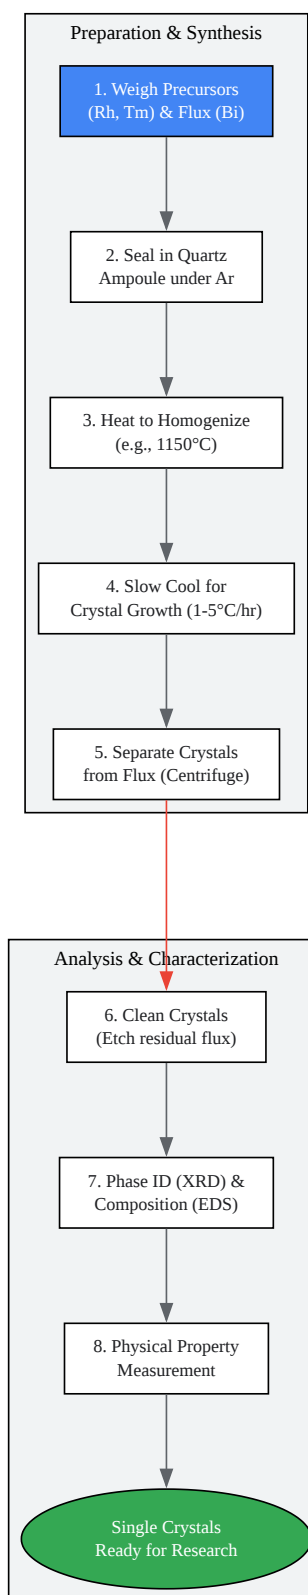 Preparation & Synthesis
1. Weigh Precursors
(Rh, Tm) & Flux (Bi)
2. Seal in Quartz
Ampoule under Ar
3. Heat to Homogenize
(e.g., 1150°C)
4. Slow Cool for
Crystal Growth (1-5°C/hr)
5. Separate Crystals
from Flux (Centrifuge)
Analysis & Characterization
6. Clean Crystals
(Etch residual flux)
7. Phase ID (XRD) &
Composition (EDS)
8. Physical Property
Measurement
Single Crystals
Ready for Research